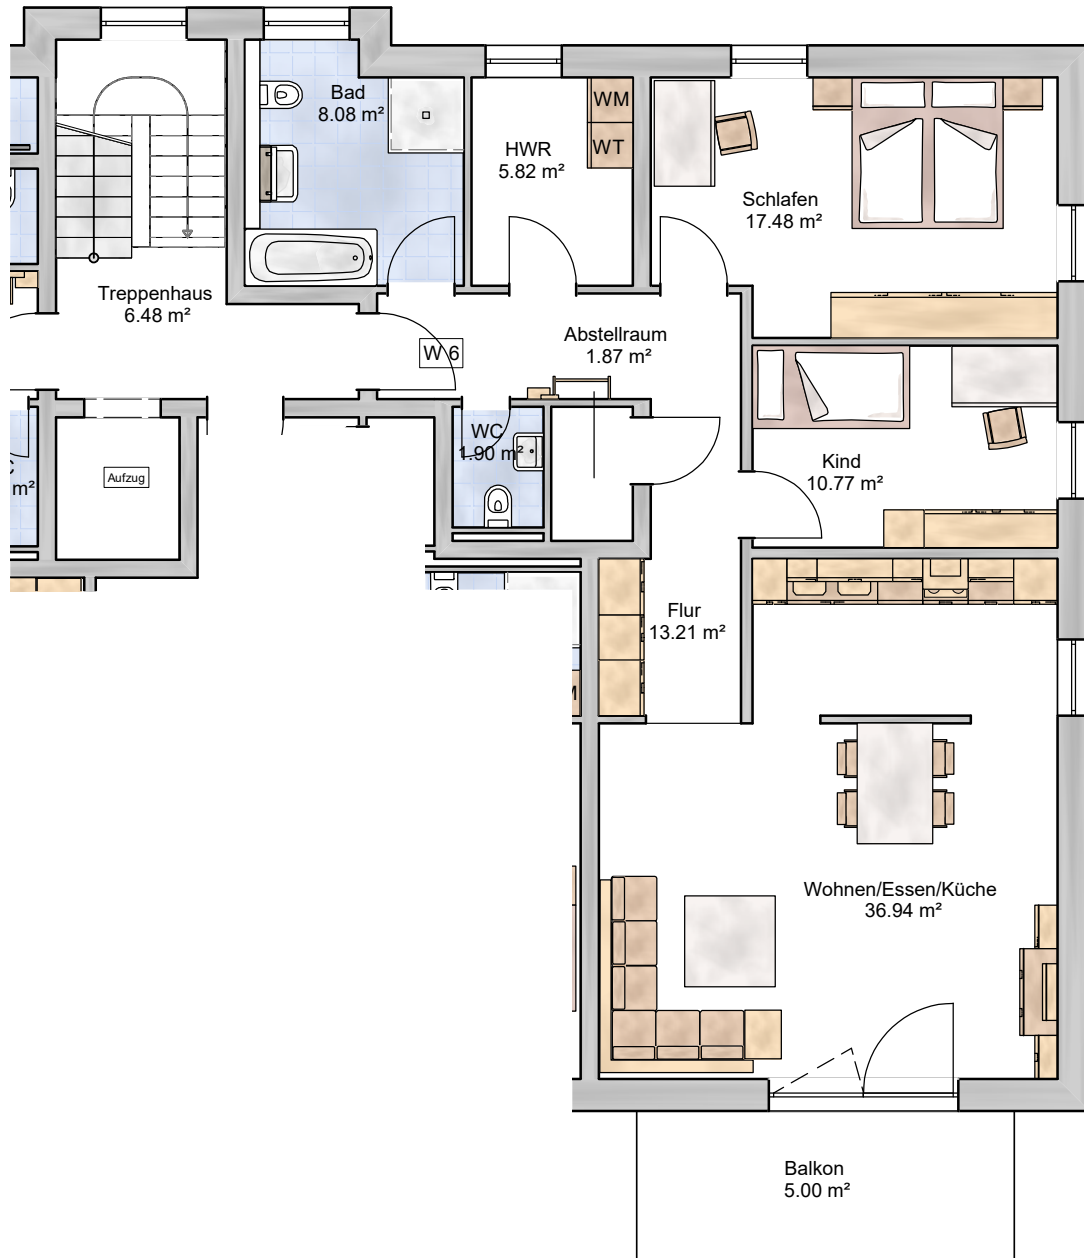 Bad
8.08 m²
WM
WT
HWR
5.82 m²
Schlafen
17.48 m²
Treppenhaus
6.48 m²
Abstellraum
1.87 m²
W 6
WC
1.90 m²
Kind
10.77 m²
C
m²
Aufzug
Flur
13.21 m²
Wohnen/Essen/Küche
36.94 m²
Balkon
5.00 m²